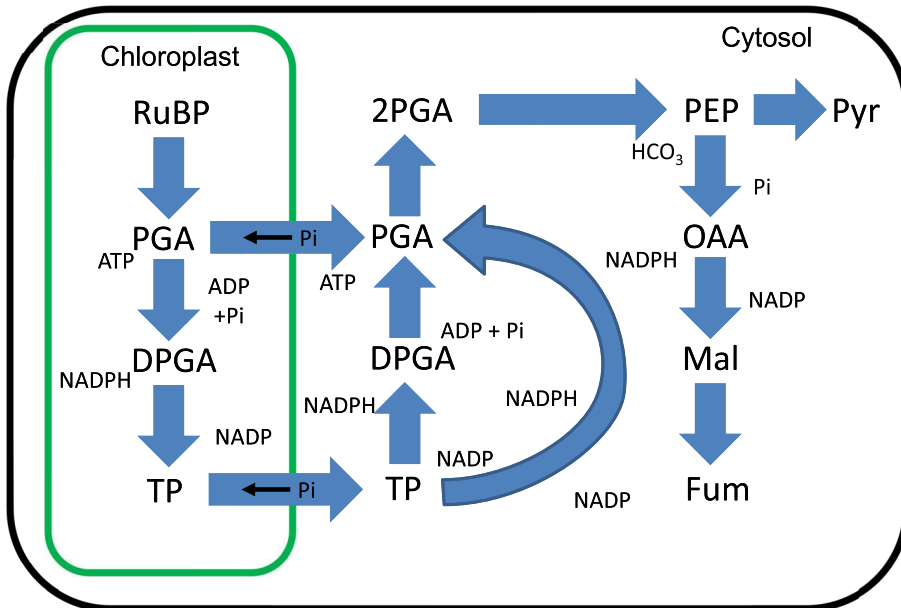 Chloroplast
Cytosol
RuBP
2PGA
PEP
Pyr
HCO3
Pi
PGA
Pi
PGA
OAA
ATP
ADP
+Pi
ATP
NADPH
NADP
ADP + Pi
DPGA
DPGA
Mal
NADPH
NADPH
NADPH
NADP
NADP
TP
Pi
TP
NADP
Fum